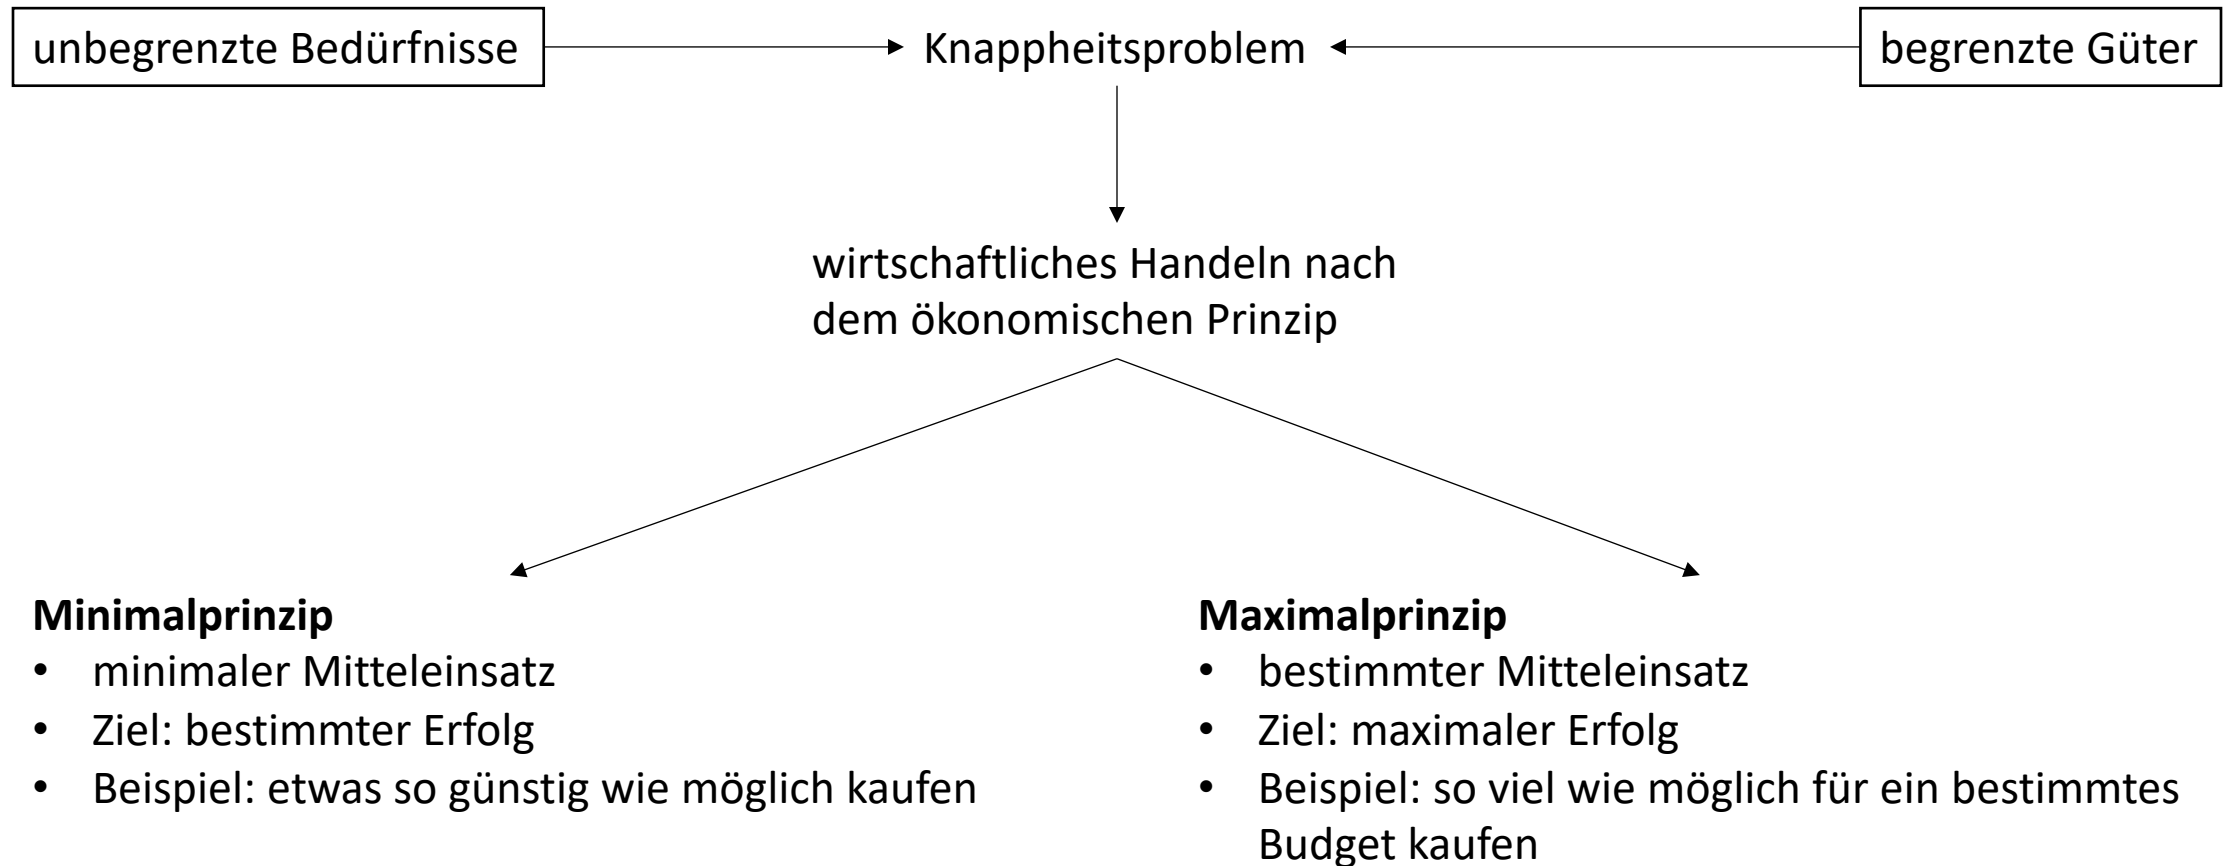 unbegrenzte Bedürfnisse
Knappheitsproblem
begrenzte Güter
wirtschaftliches Handeln nach
dem ökonomischen Prinzip
Minimalprinzip
• minimaler Mitteleinsatz
• Ziel: bestimmter Erfolg
• Beispiel: etwas so günstig wie möglich kaufen
Maximalprinzip
• bestimmter Mitteleinsatz
• Ziel: maximaler Erfolg
• Beispiel: so viel wie möglich für ein bestimmtes
Budget kaufen